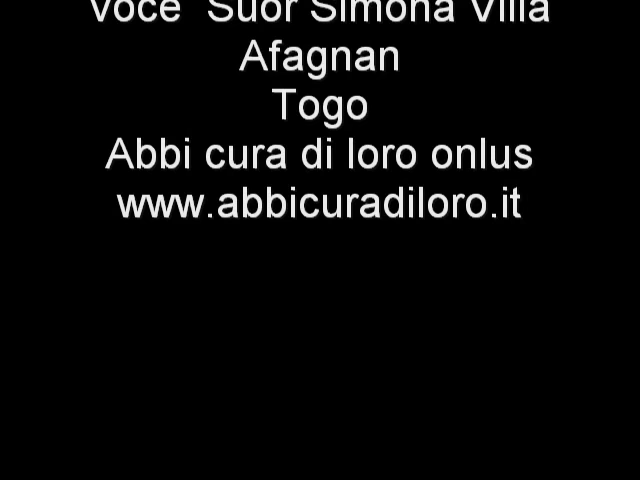 Voce Suor Simona Villa
Afagnan
Togo
Abbi cura di loro onlus
www.abbicuradiloro.it